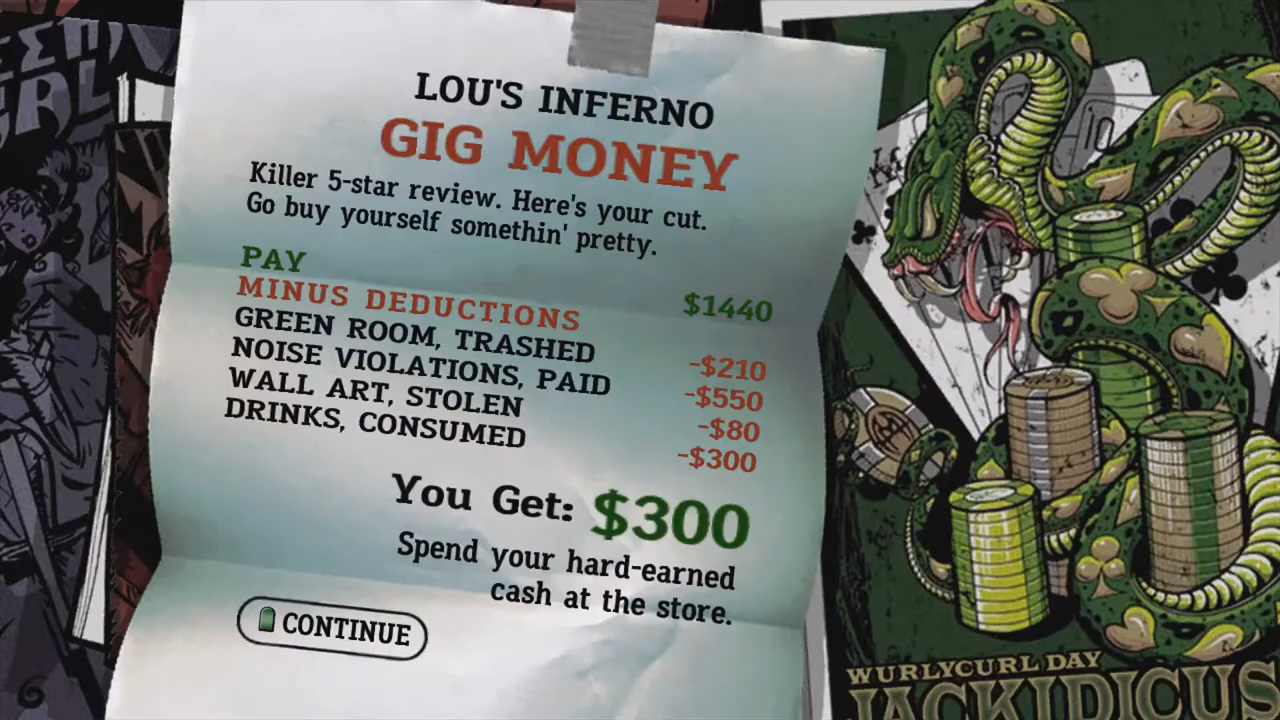 LOU'S INFERNO
GIG MONEY
Killer 5-star review. Here's your cut.
Go buy yourself somethin' pretty.
PAY $1440
MINUS DEDUCTIONS
GREEN ROOM, TRASHED -$210
NOISE VIOLATIONS, PAID -$550
WALL ART, STOLEN -$80
DRINKS, CONSUMED -$300
You Get: $300
Spend your hard-earned
cash at the store.
CONTINUE
WURLYCURL DAY
JACKIDICUS